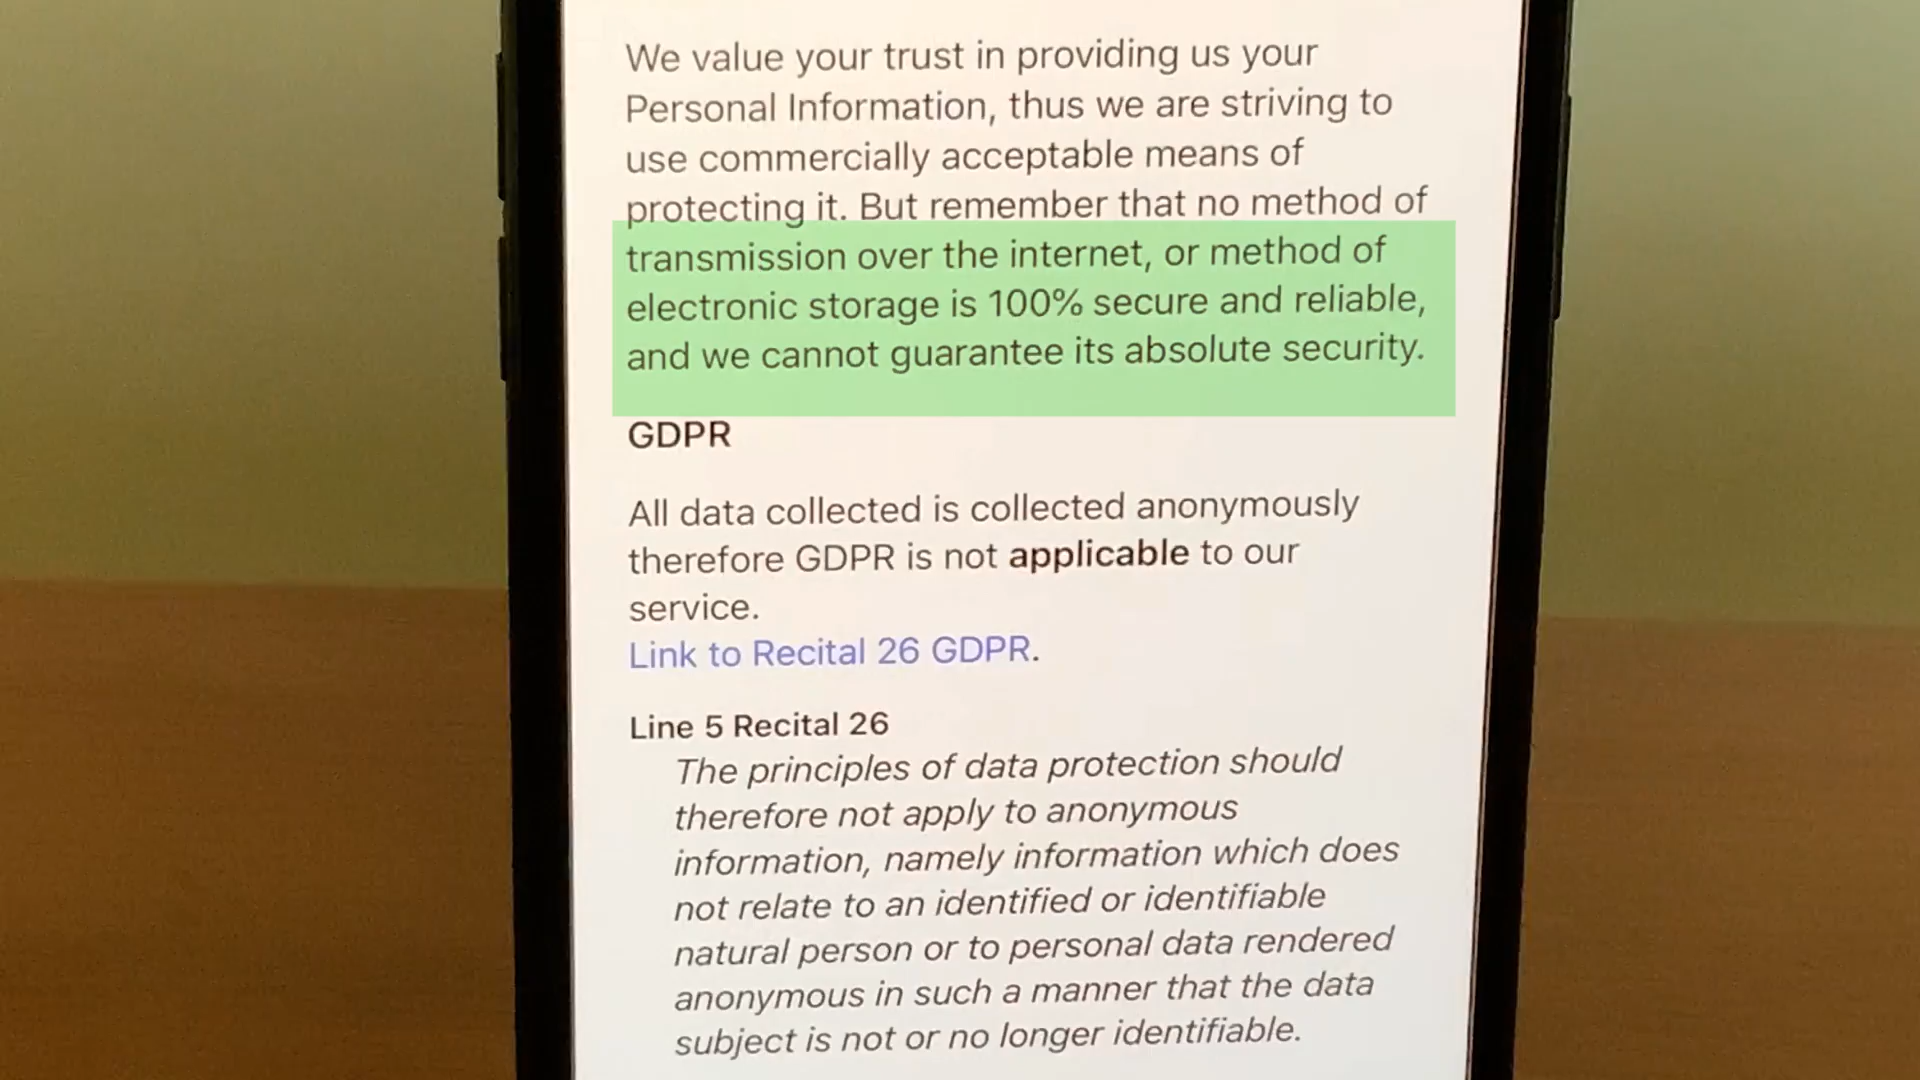 We value your trust in providing us your
Personal Information, thus we are striving to
use commercially acceptable means of
protecting it. But remember that no method of
transmission over the internet, or method of
electronic storage is 100% secure and reliable,
and we cannot guarantee its absolute security.
GDPR
All data collected is collected anonymously
therefore GDPR is not applicable to our
service.
Link to Recital 26 GDPR.
Line 5 Recital 26
The principles of data protection should
therefore not apply to anonymous
information, namely information which does
not relate to an identified or identifiable
natural person or to personal data rendered
anonymous in such a manner that the data
subject is not or no longer identifiable.